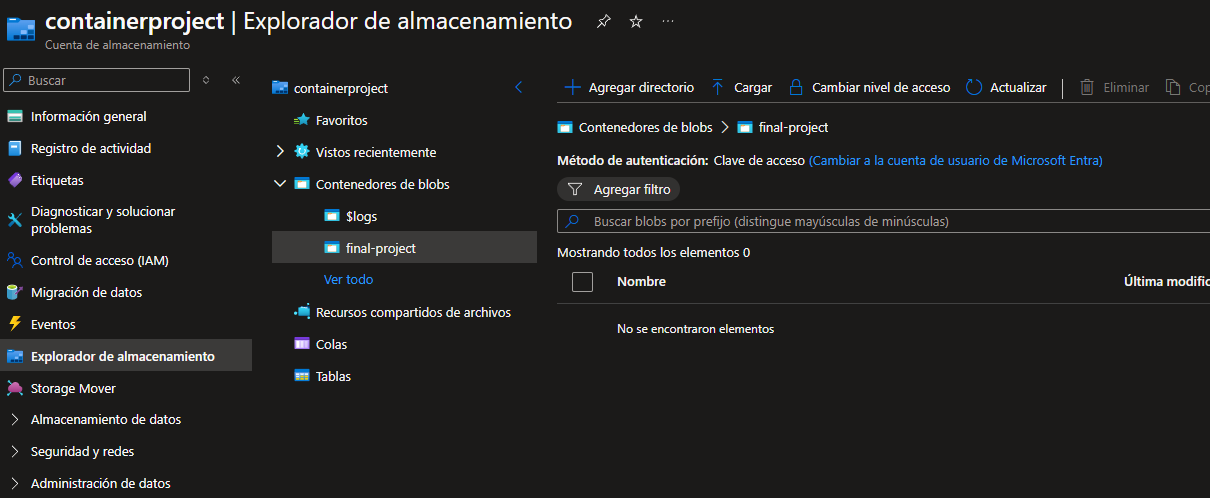 containerproject | Explorador de almacenamiento
Cuenta de almacenamiento
Buscar
Información general
Registro de actividad
Etiquetas
Diagnosticar y solucionar
problemas
Control de acceso (IAM)
Migración de datos
Eventos
Explorador de almacenamiento
Storage Mover
Almacenamiento de datos
Seguridad y redes
Administración de datos
containerproject
Favoritos
Vistos recientemente
Contenedores de blobs
$logs
final-project
Ver todo
Recursos compartidos de archivos
Colas
Tablas
Agregar directorio Cargar Cambiar nivel de acceso Actualizar Eliminar Cop
Contenedores de blobs > final-project
Método de autenticación: Clave de acceso (Cambiar a la cuenta de usuario de Microsoft Entra)
Agregar filtro
Buscar blobs por prefijo (distingue mayúsculas de minúsculas)
Mostrando todos los elementos 0
Nombre Última modific
No se encontraron elementos